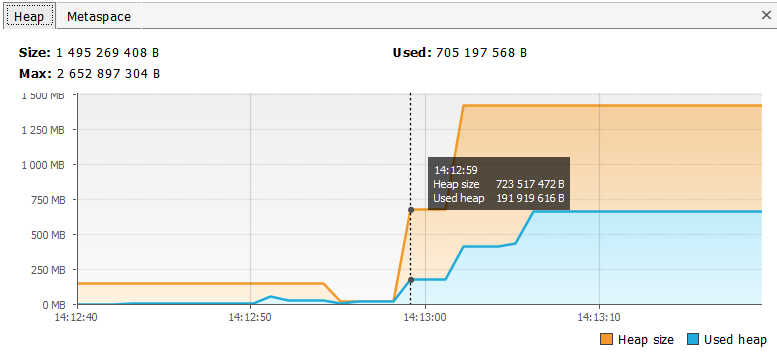 Heap Metaspace
Size: 1 495 269 408 B Used: 705 197 568 B
Max: 2 652 897 304 B
1 500 MB
1 250 MB
1 000 MB
750 MB
500 MB
250 MB
0 MB
14:12:59
Heap size 723 517 472 B
Used heap 191 919 616 B
14:12:40 14:12:50 14:13:00 14:13:10
Heap size Used heap